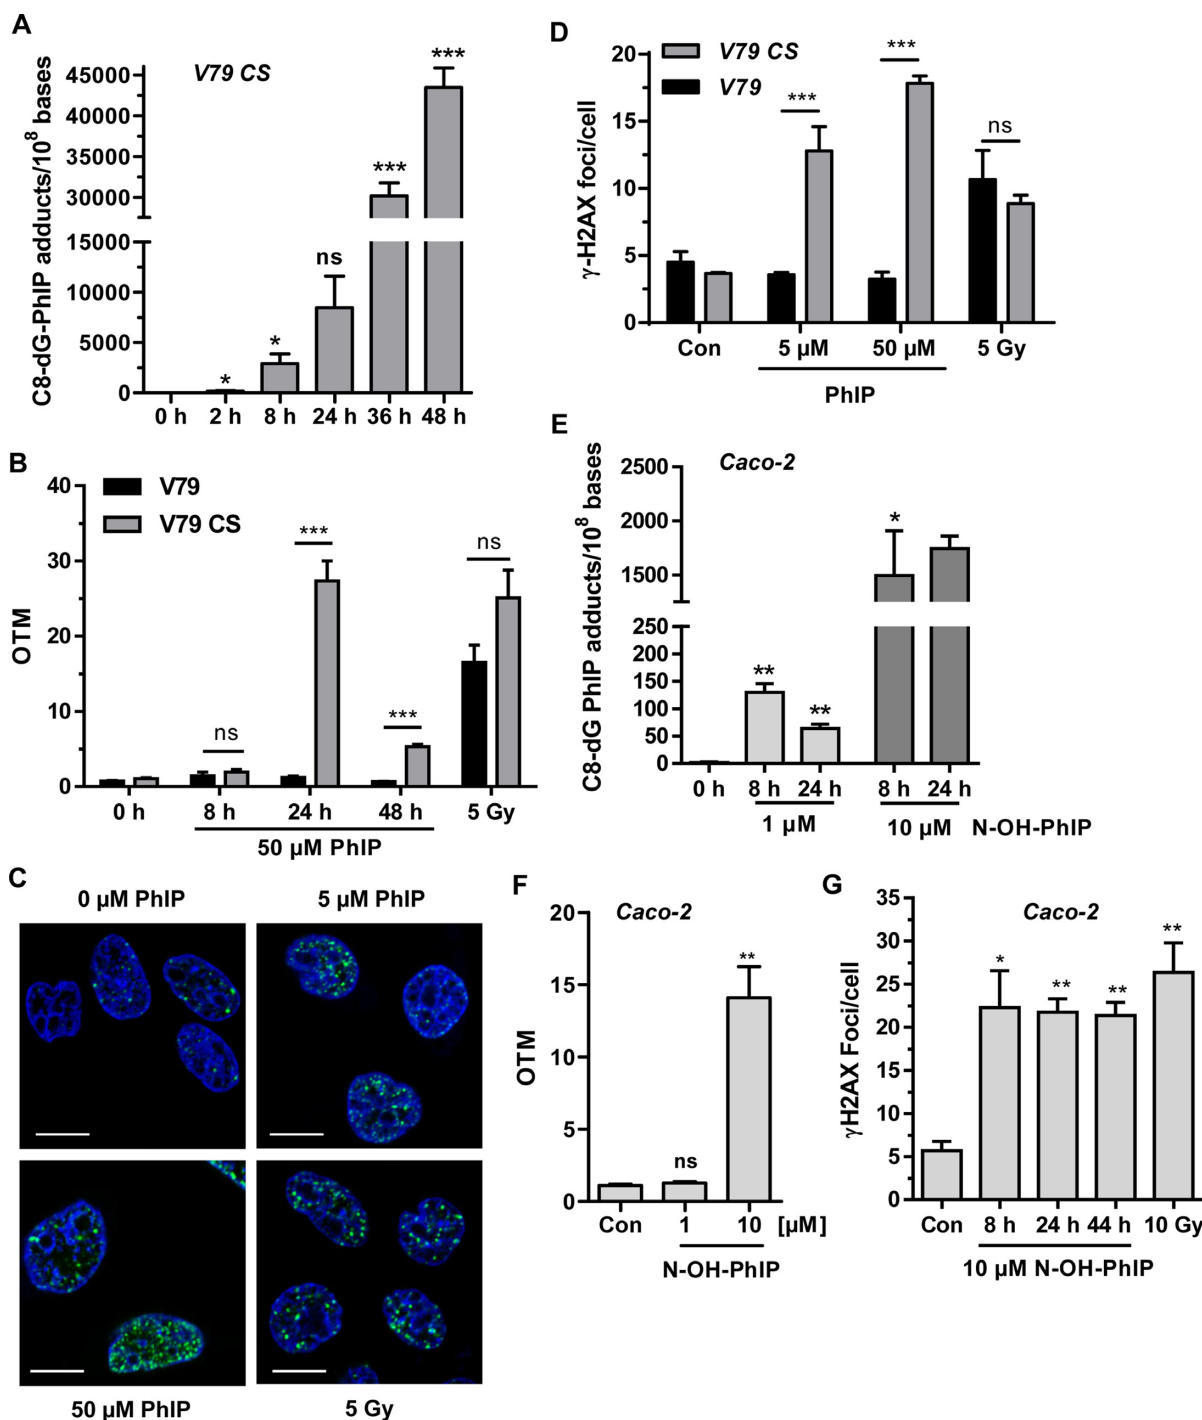 A
V79 CS
C8-dG-PhIP adducts/10⁸ bases
45000
40000
35000
30000
15000
10000
5000
0
*
*
ns
***
***
0 h 2 h 8 h 24 h 36 h 48 h
B
V79
V79 CS
OTM
40
30
20
10
0
ns
***
***
ns
0 h 8 h 24 h 48 h 5 Gy
50 µM PhIP
C
0 µM PhIP 5 µM PhIP
50 µM PhIP 5 Gy
D
V79 CS
V79
γ-H2AX foci/cell
20
15
10
5
0
***
***
ns
Con 5 µM 50 µM 5 Gy
PhIP
E
Caco-2
C8-dG PhIP adducts/10⁸ bases
2500
2000
1500
250
200
150
100
50
0
**
**
*
0 h 8 h 24 h 8 h 24 h
1 µM 10 µM N-OH-PhIP
F
Caco-2
OTM
20
15
10
5
0
ns
**
Con 1 10 [µM]
N-OH-PhIP
G
Caco-2
γH2AX Foci/cell
35
30
25
20
15
10
5
0
*
**
**
**
Con 8 h 24 h 44 h 10 Gy
10 µM N-OH-PhIP